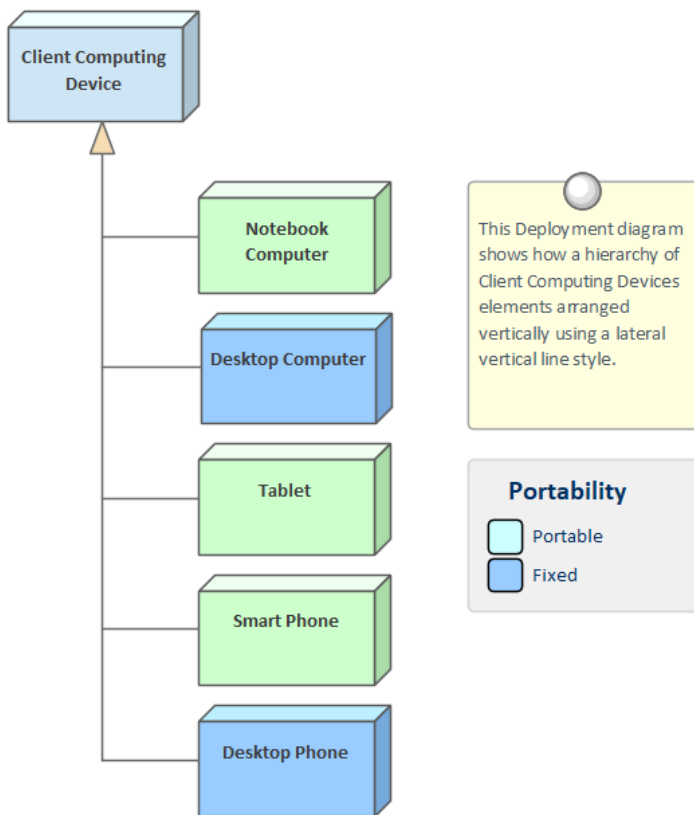 Client Computing
Device
Notebook
Computer
Desktop Computer
Tablet
Smart Phone
Desktop Phone
This Deployment diagram
shows how a hierarchy of
Client Computing Devices
elements arranged
vertically using a lateral
vertical line style.
Portability
Portable
Fixed